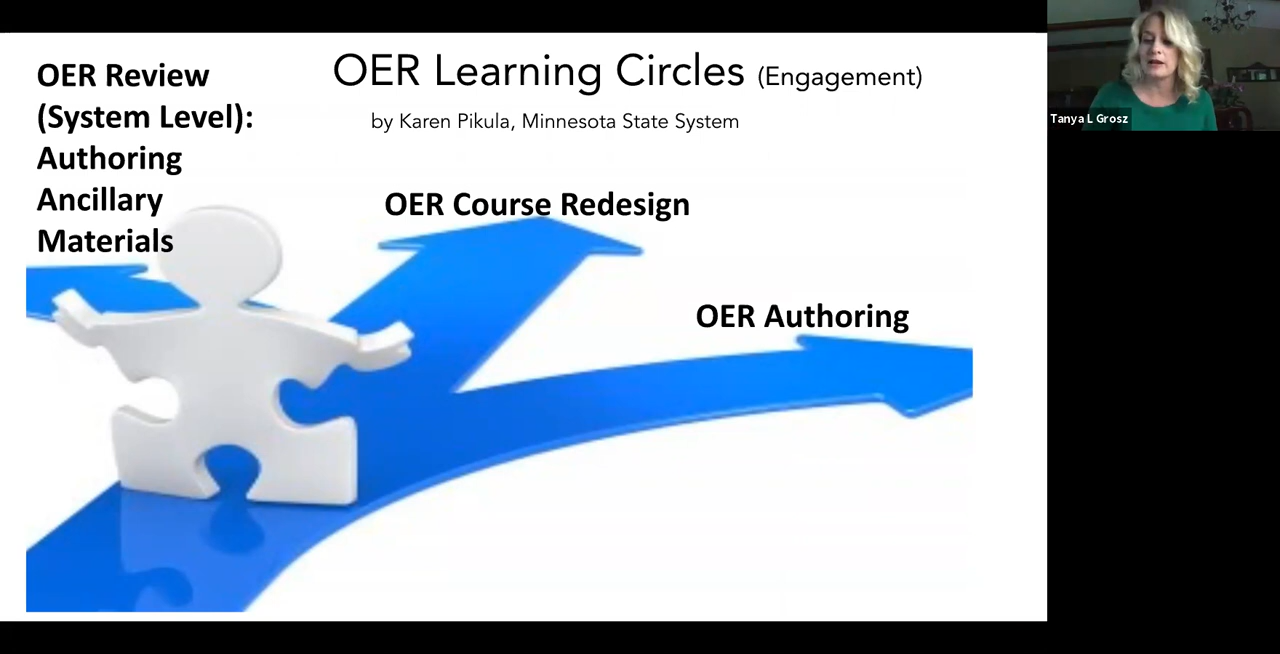 OER Review
(System Level):
Authoring
Ancillary
Materials
OER Learning Circles (Engagement)
by Karen Pikula, Minnesota State System
OER Course Redesign
OER Authoring
Tanya L Grosz